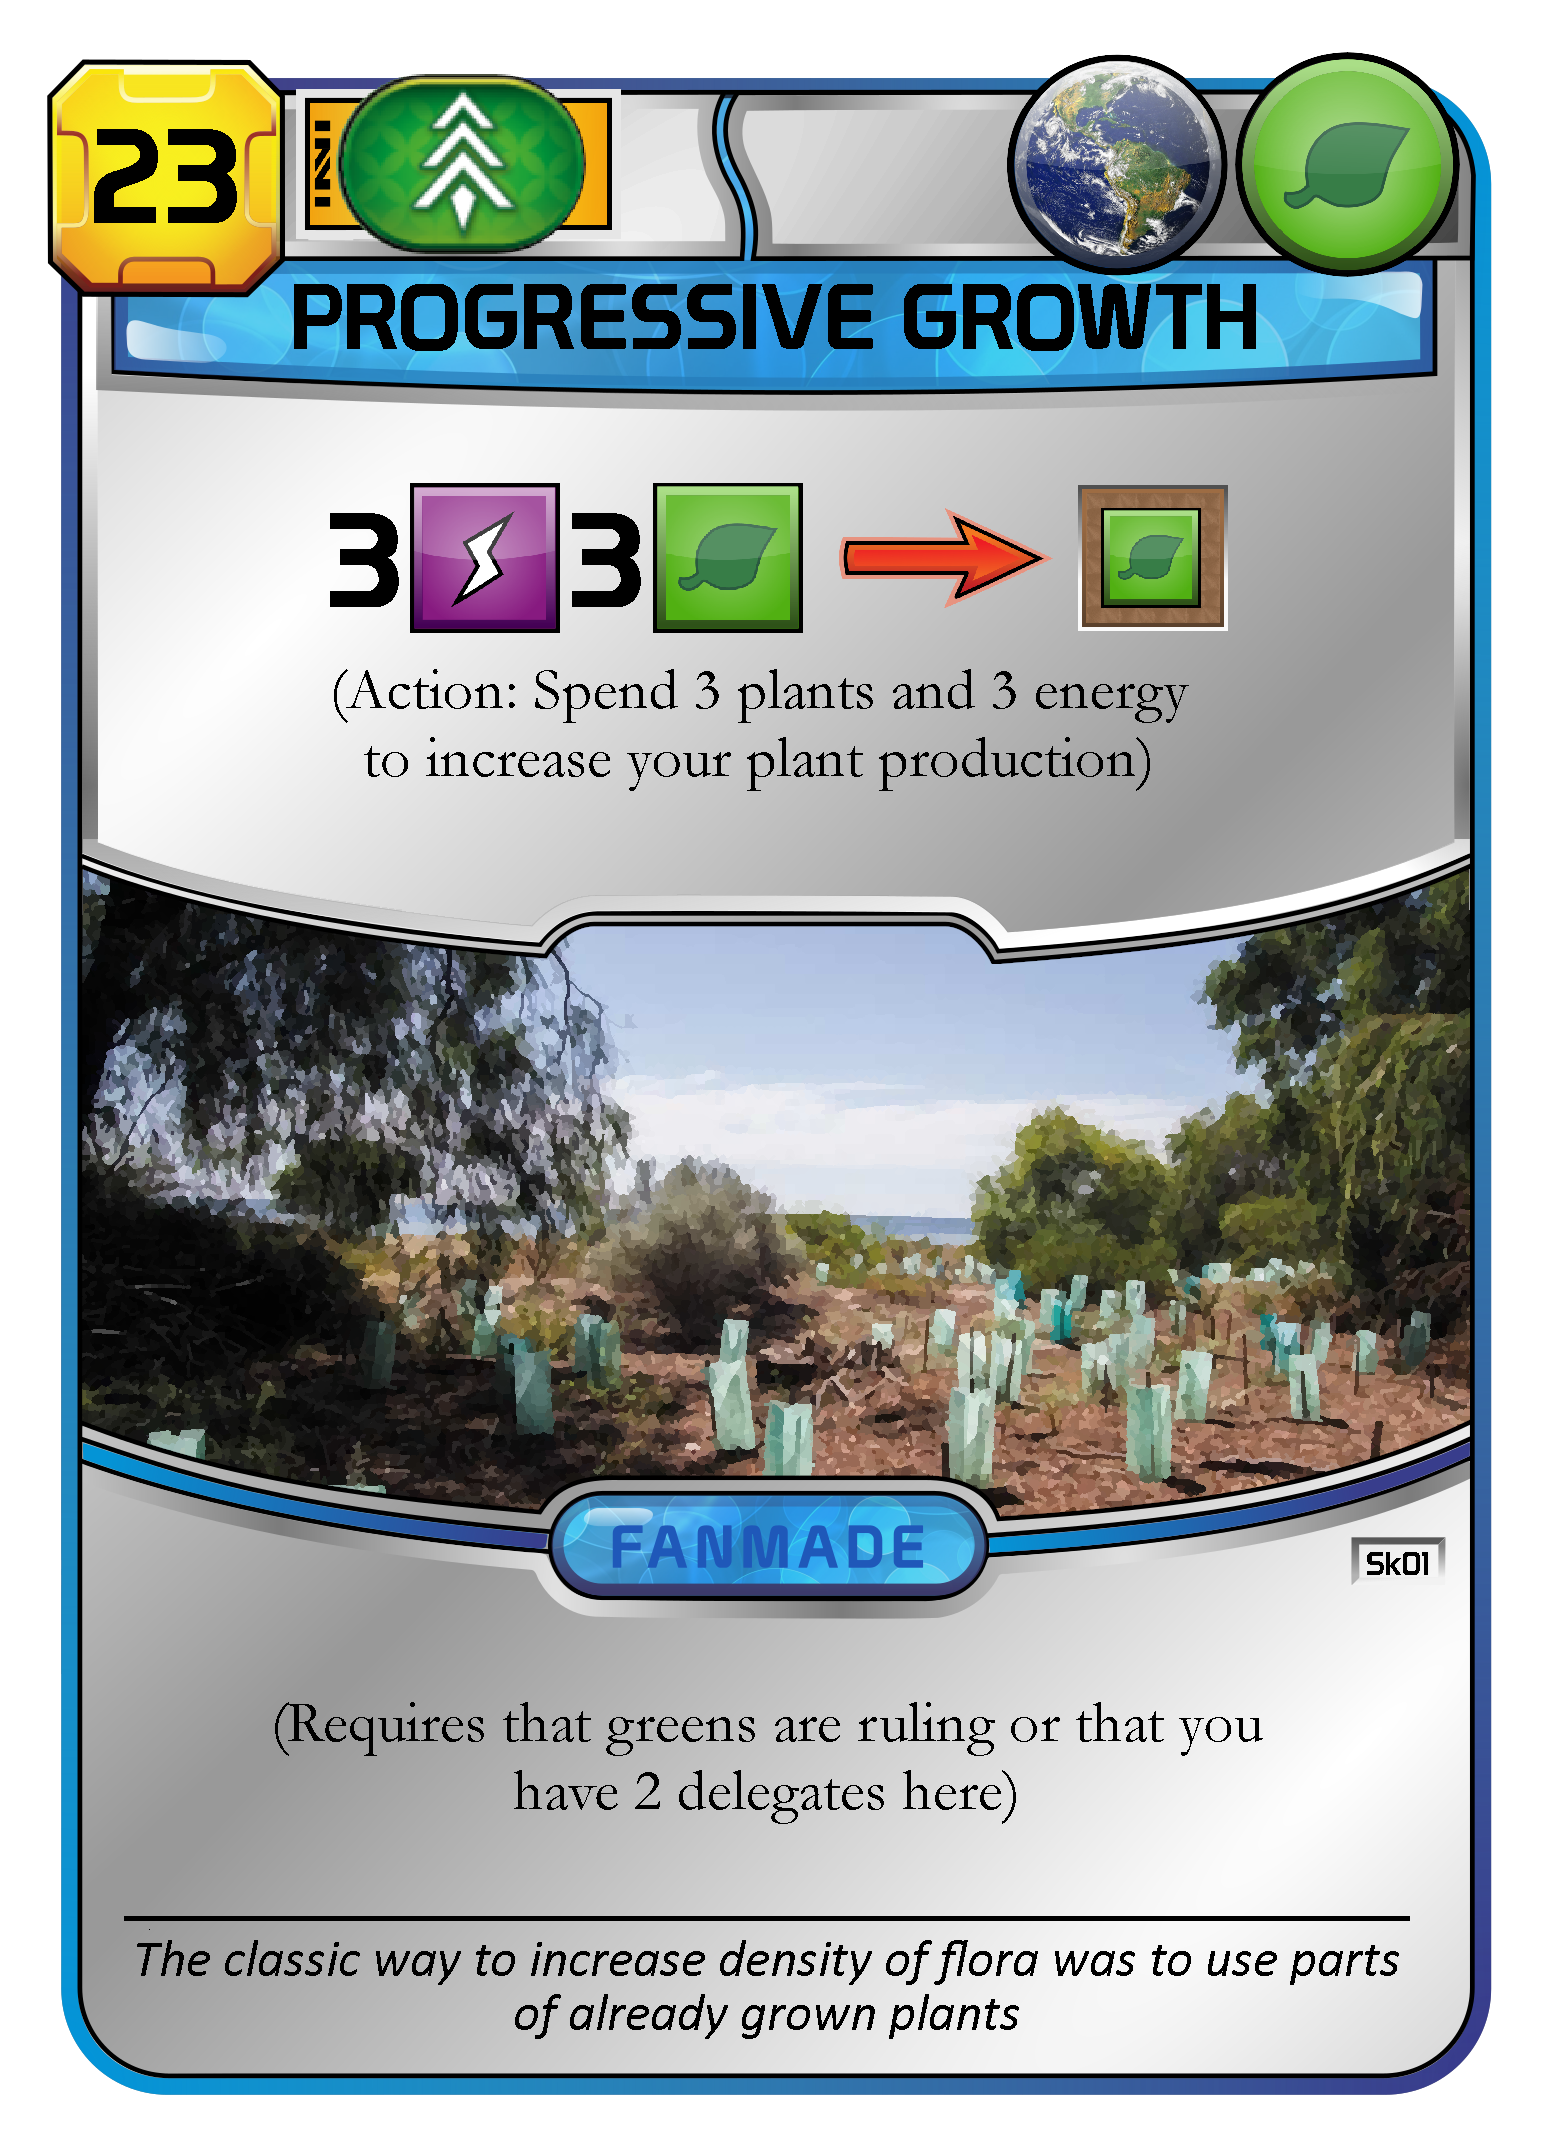 23
PROGRESSIVE GROWTH
3 3
(Action: Spend 3 plants and 3 energy
to increase your plant production)
FANMADE
Sk01
(Requires that greens are ruling or that you
have 2 delegates here)
The classic way to increase density of flora was to use parts
of already grown plants